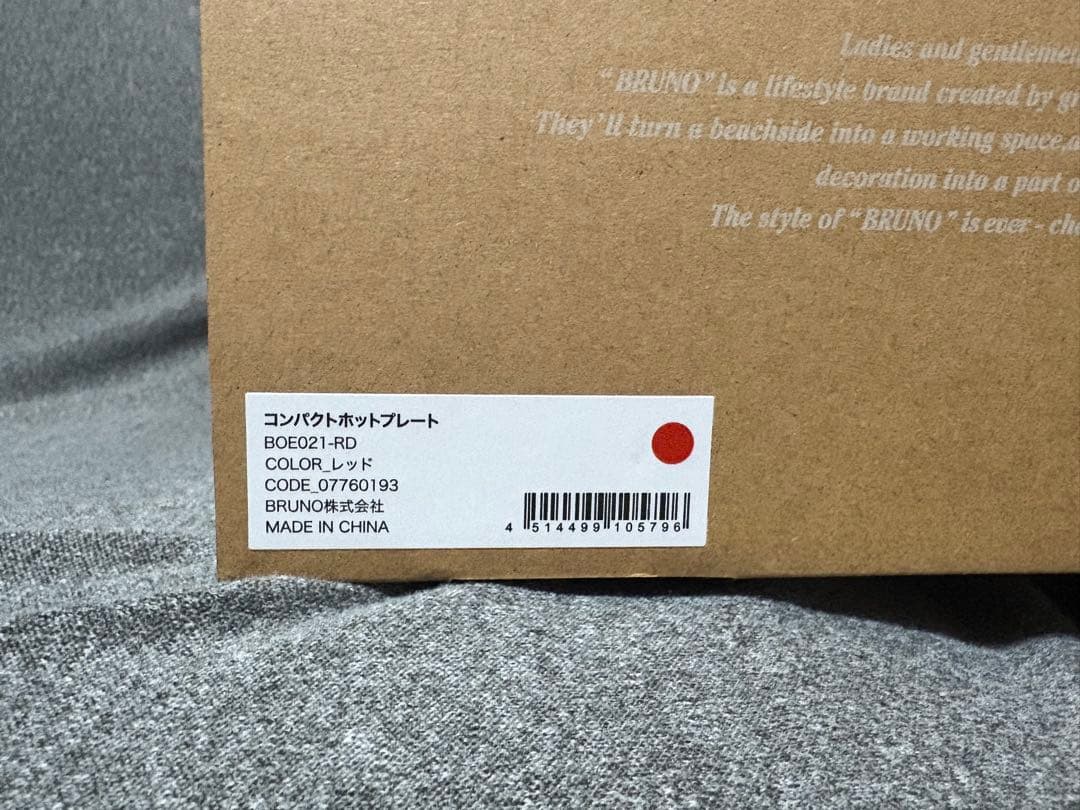 Ladies and gentlemen
"BRUNO" is a lifestyle brand created by
They'll turn a beachside into a working space,
decoration into a part
The style of "BRUNO" is ever - 
コンパクトホットプレート
BOE021-RD
COLOR_レッド
CODE_07760193
BRUNO株式会社
MADE IN CHINA
4 514499 105796